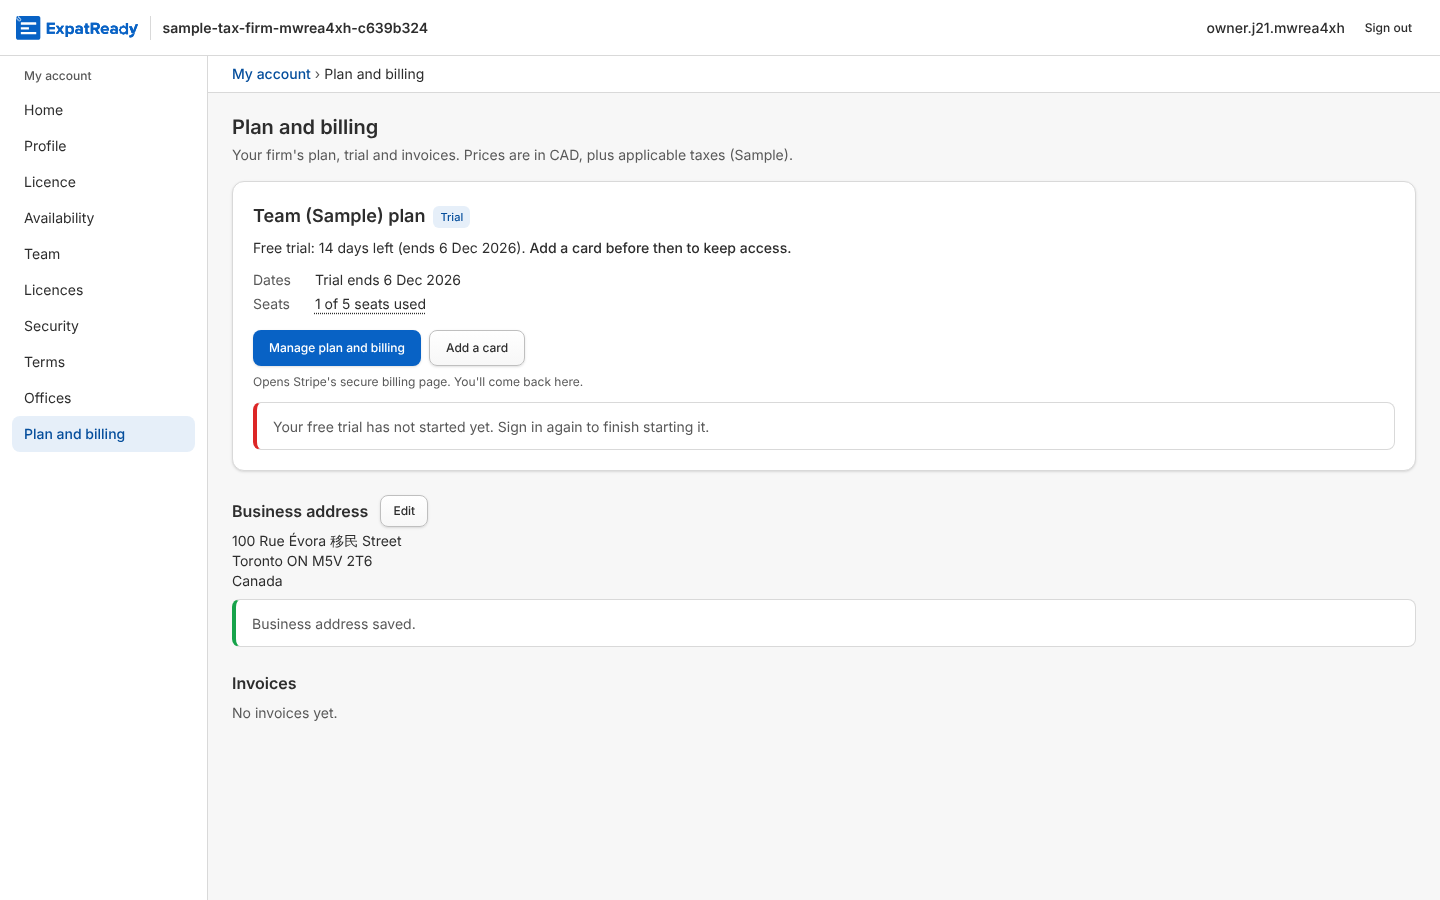 ExpatReady
sample-tax-firm-mwrea4xh-c639b324
owner.j21.mwrea4xh
Sign out
My account
Home
Profile
Licence
Availability
Team
Licences
Security
Terms
Offices
Plan and billing
My account › Plan and billing
Plan and billing
Your firm's plan, trial and invoices. Prices are in CAD, plus applicable taxes (Sample).
Team (Sample) plan Trial
Free trial: 14 days left (ends 6 Dec 2026). Add a card before then to keep access.
Dates Trial ends 6 Dec 2026
Seats 1 of 5 seats used
Manage plan and billing
Add a card
Opens Stripe's secure billing page. You'll come back here.
Your free trial has not started yet. Sign in again to finish starting it.
Business address
Edit
100 Rue Évora 移民 Street
Toronto ON M5V 2T6
Canada
Business address saved.
Invoices
No invoices yet.